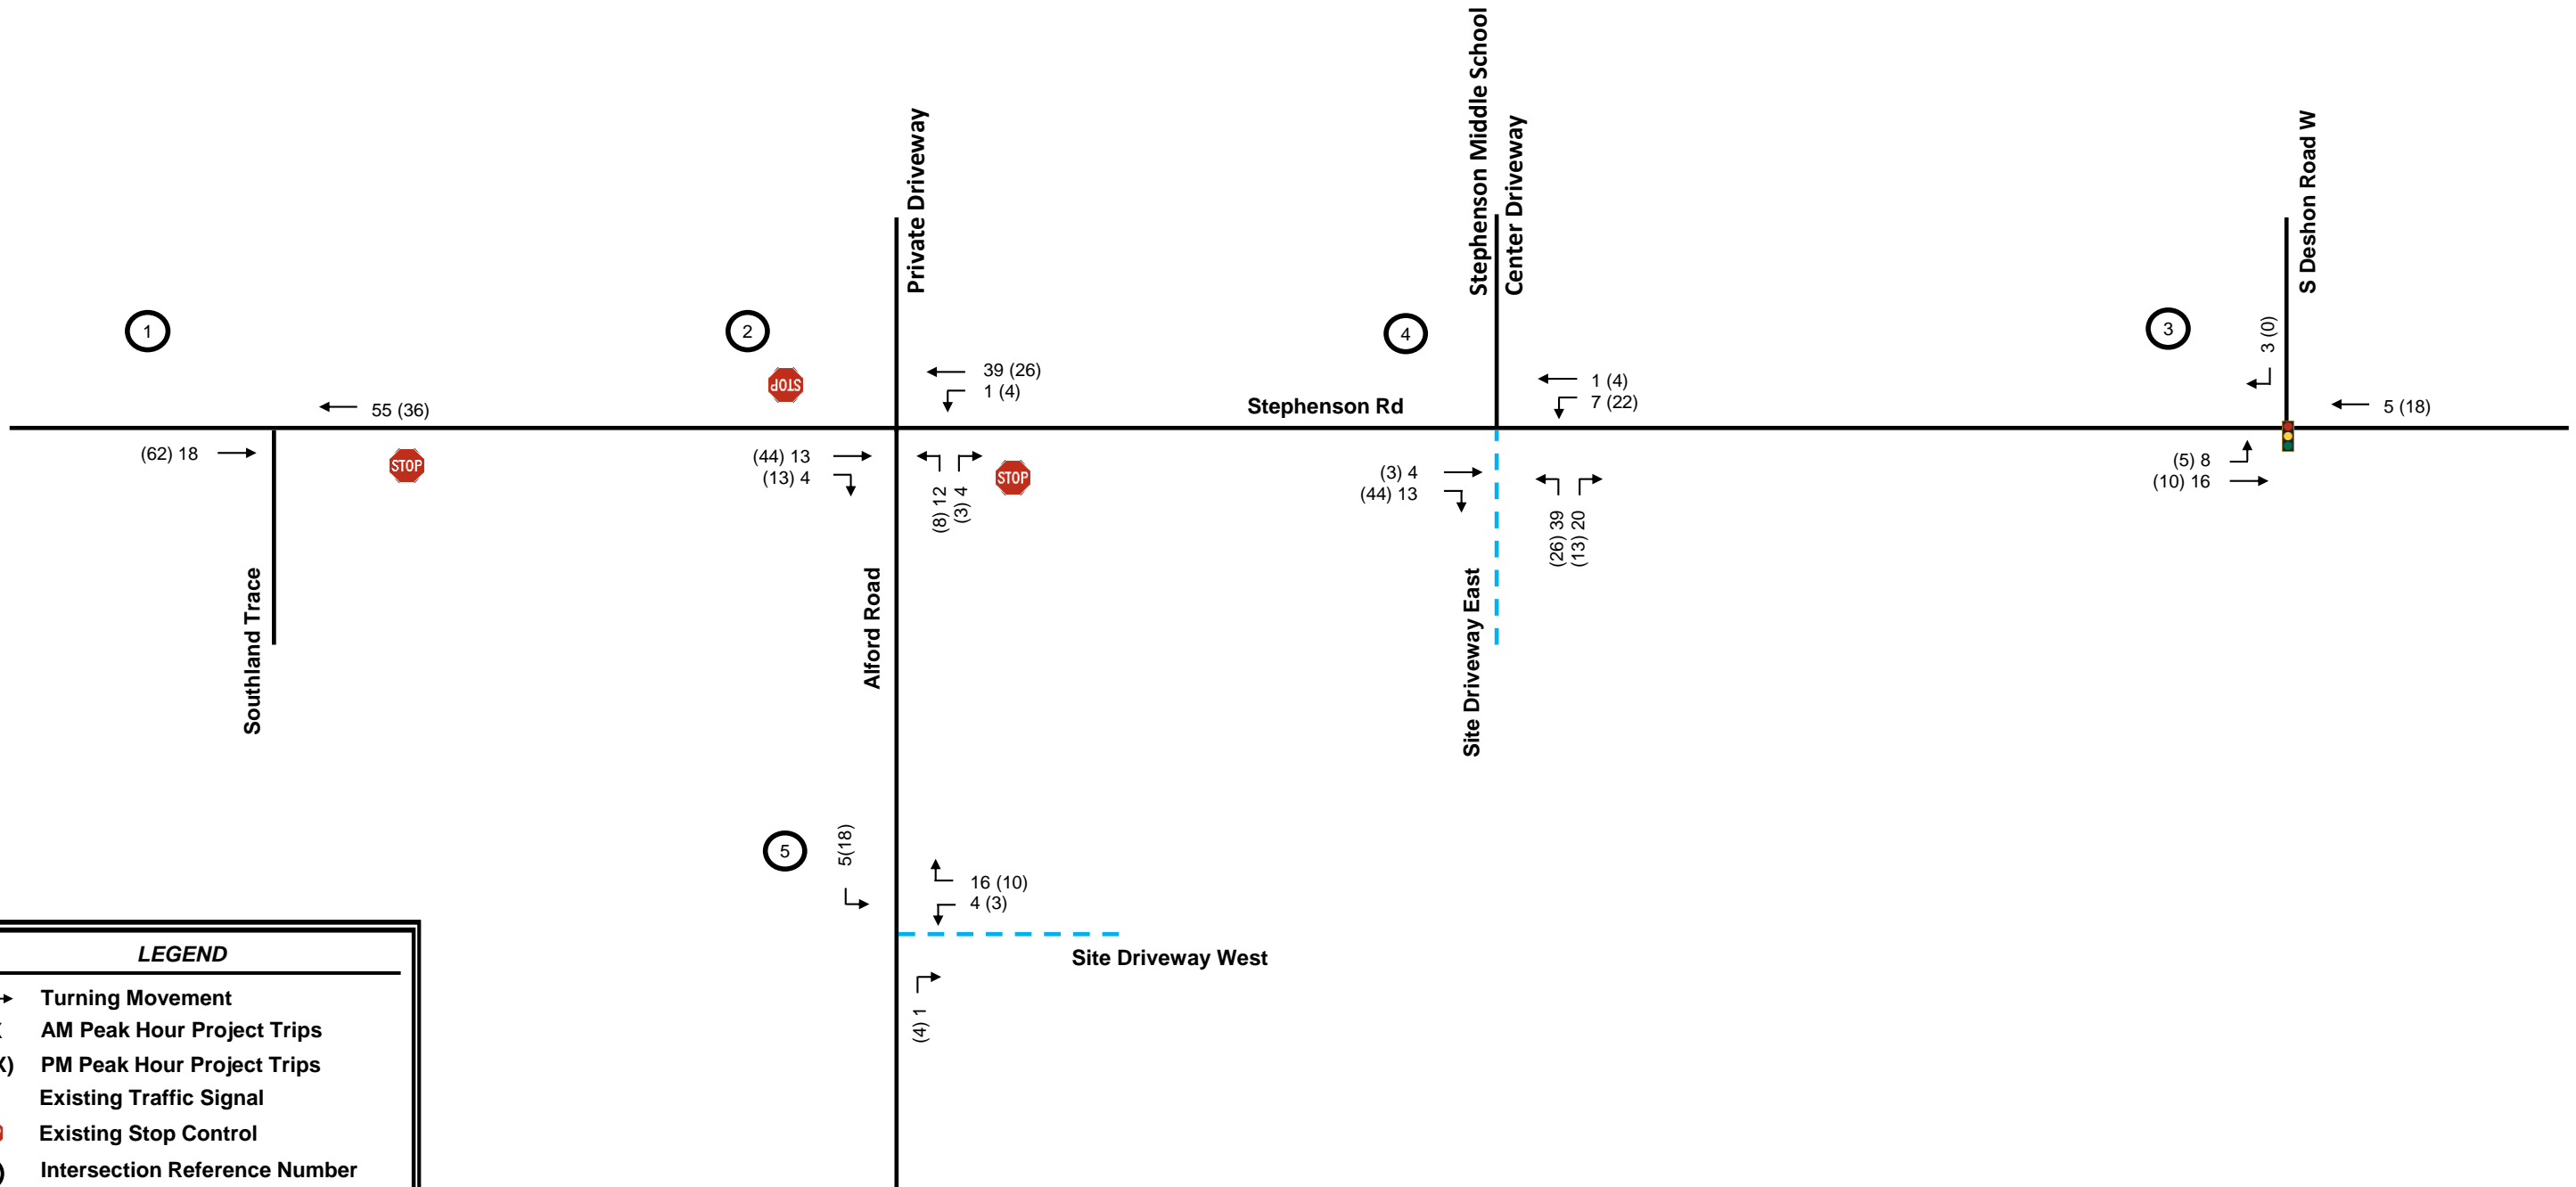 Stephenson Middle School
Center Driveway
Private Driveway
S Deshon Road W
1
2
4
3
3 (0)
STOP
39 (26)
1 (4)
55 (36)
Stephenson Rd
1 (4)
7 (22)
5 (18)
(62) 18
STOP
(44) 13
(13) 4
(8) 12
(3) 4
STOP
(3) 4
(44) 13
(26) 39
(13) 20
(5) 8
(10) 16
Southland Trace
Alford Road
Site Driveway East
5
5(18)
16 (10)
4 (3)
Site Driveway West
(4) 1
LEGEND
Turning Movement
AM Peak Hour Project Trips
X) PM Peak Hour Project Trips
Existing Traffic Signal
Existing Stop Control
Intersection Reference Number